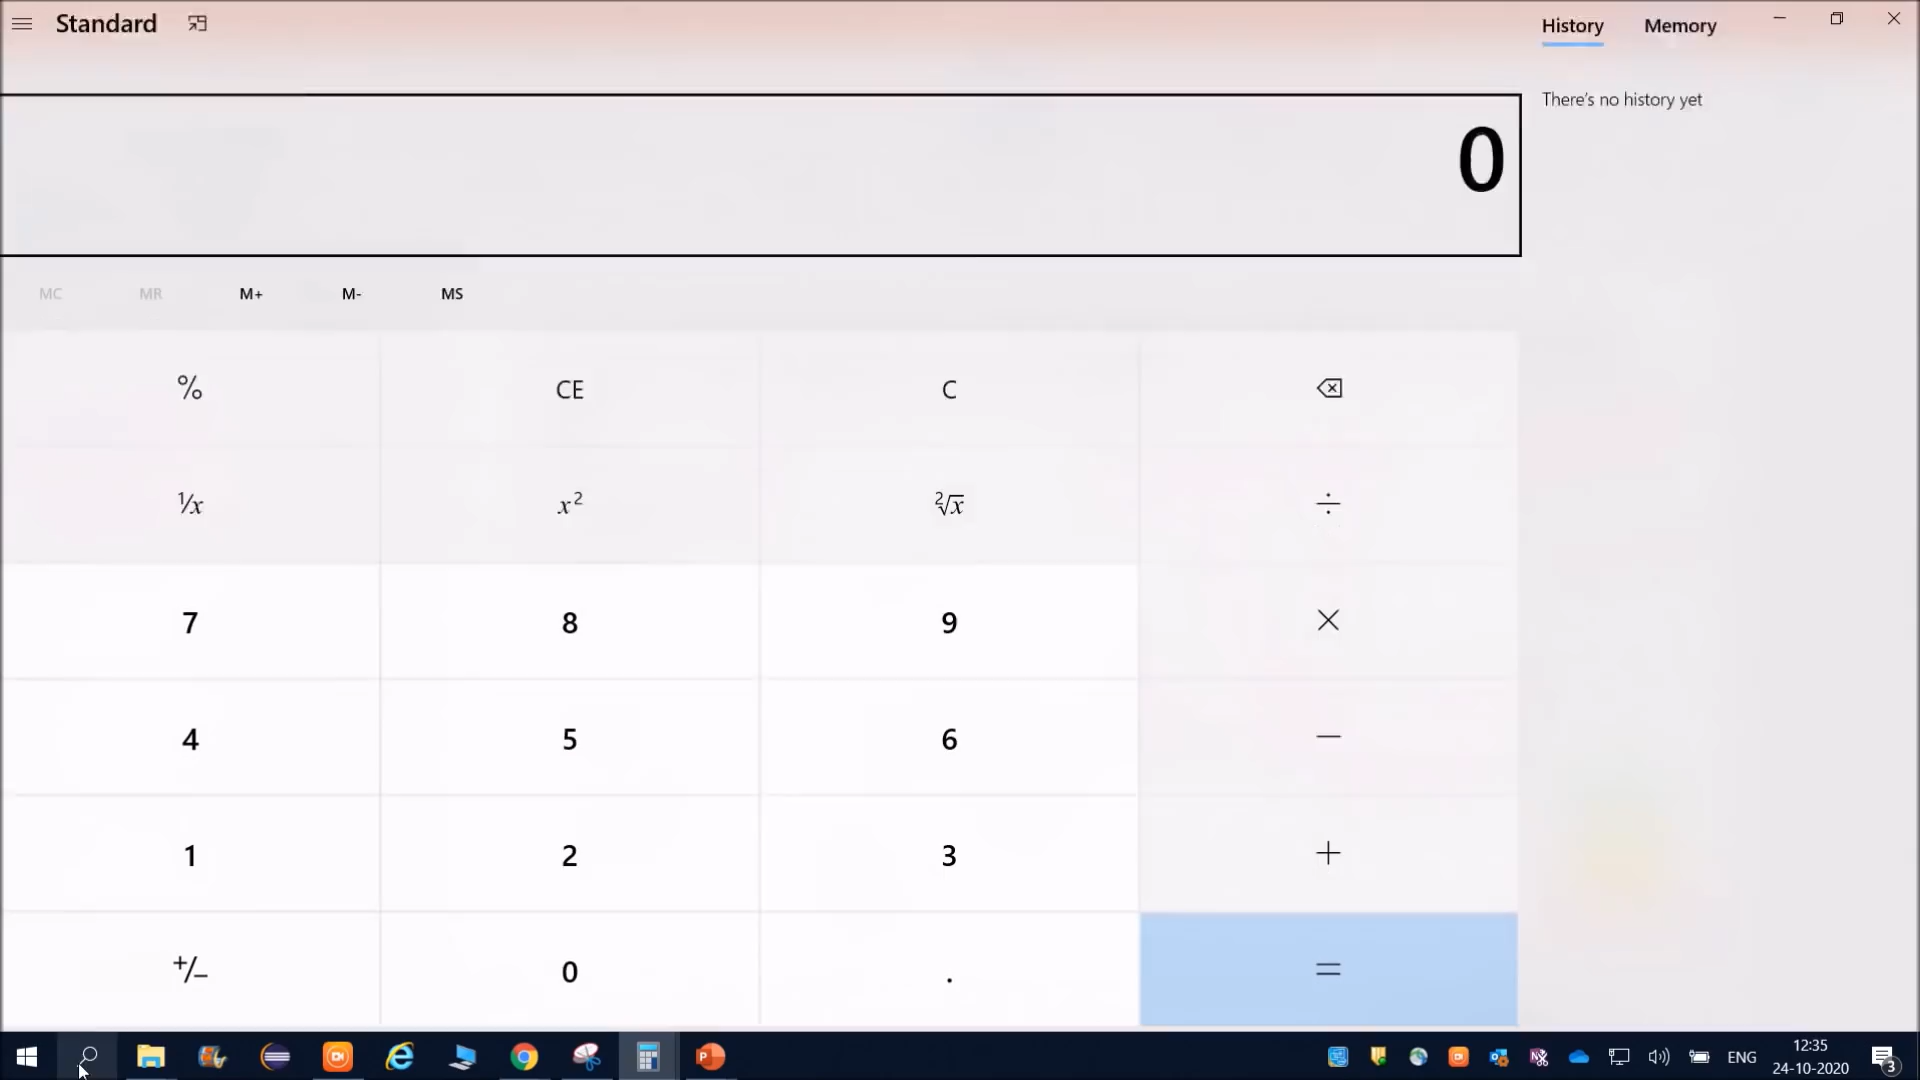 Standard
History Memory
There's no history yet
0
MC MR M+ M- MS
% CE C
1/x x² ²√x ÷
7 8 9 ×
4 5 6 −
1 2 3 +
+/− 0 . =
ENG
12:35
24-10-2020
3